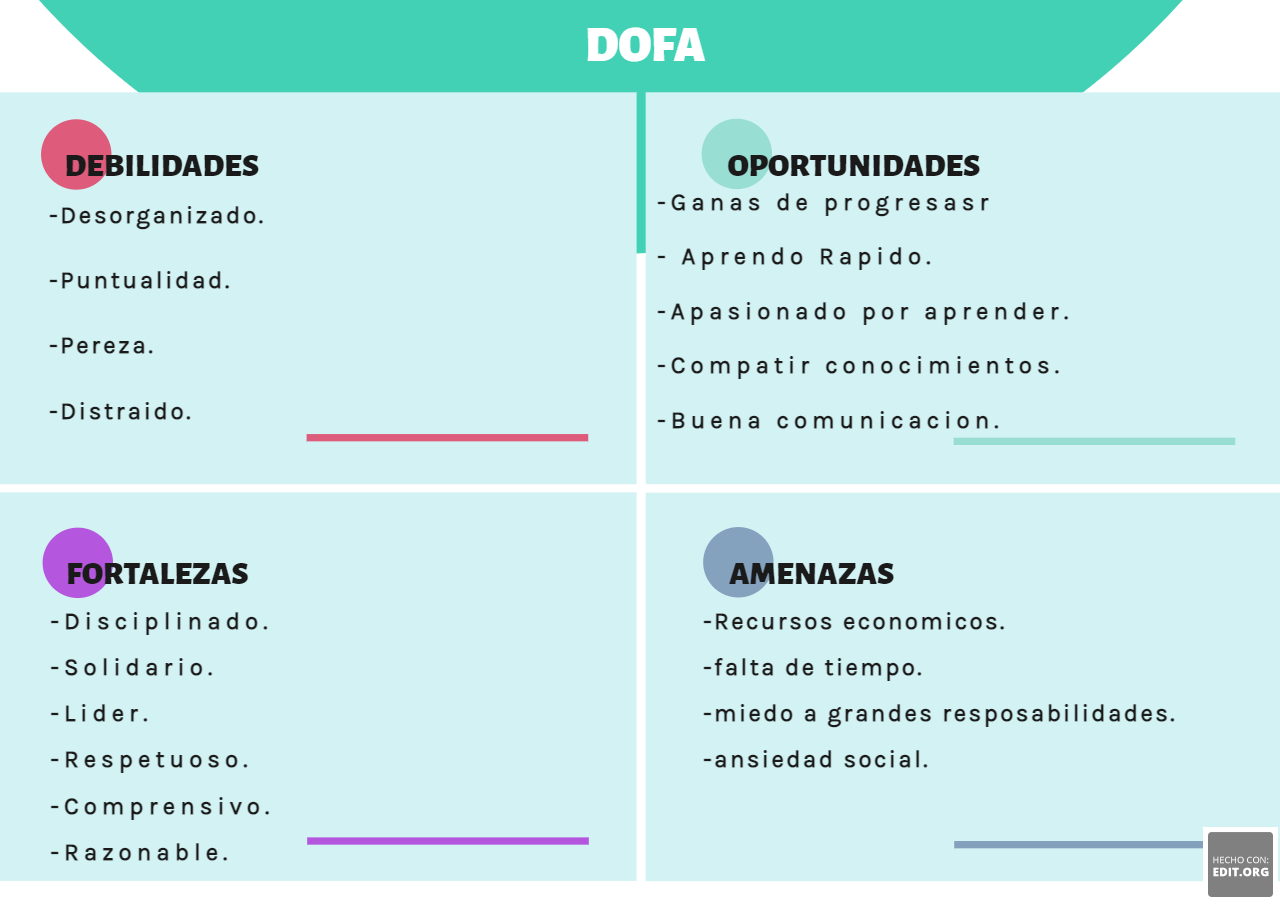 DOFA
DEBILIDADES
-Desorganizado.
-Puntualidad.
-Pereza.
-Distraido.
OPORTUNIDADES
-Ganas de progresasr
- Aprendo Rapido.
-Apasionado por aprender.
-Compatir conocimientos.
-Buena comunicacion.
FORTALEZAS
-Disciplinado.
-Solidario.
-Lider.
-Respetuoso.
-Comprensivo.
-Razonable.
AMENAZAS
-Recursos economicos.
-falta de tiempo.
-miedo a grandes resposabilidades.
-ansiedad social.
HECHO CON:
EDIT.ORG